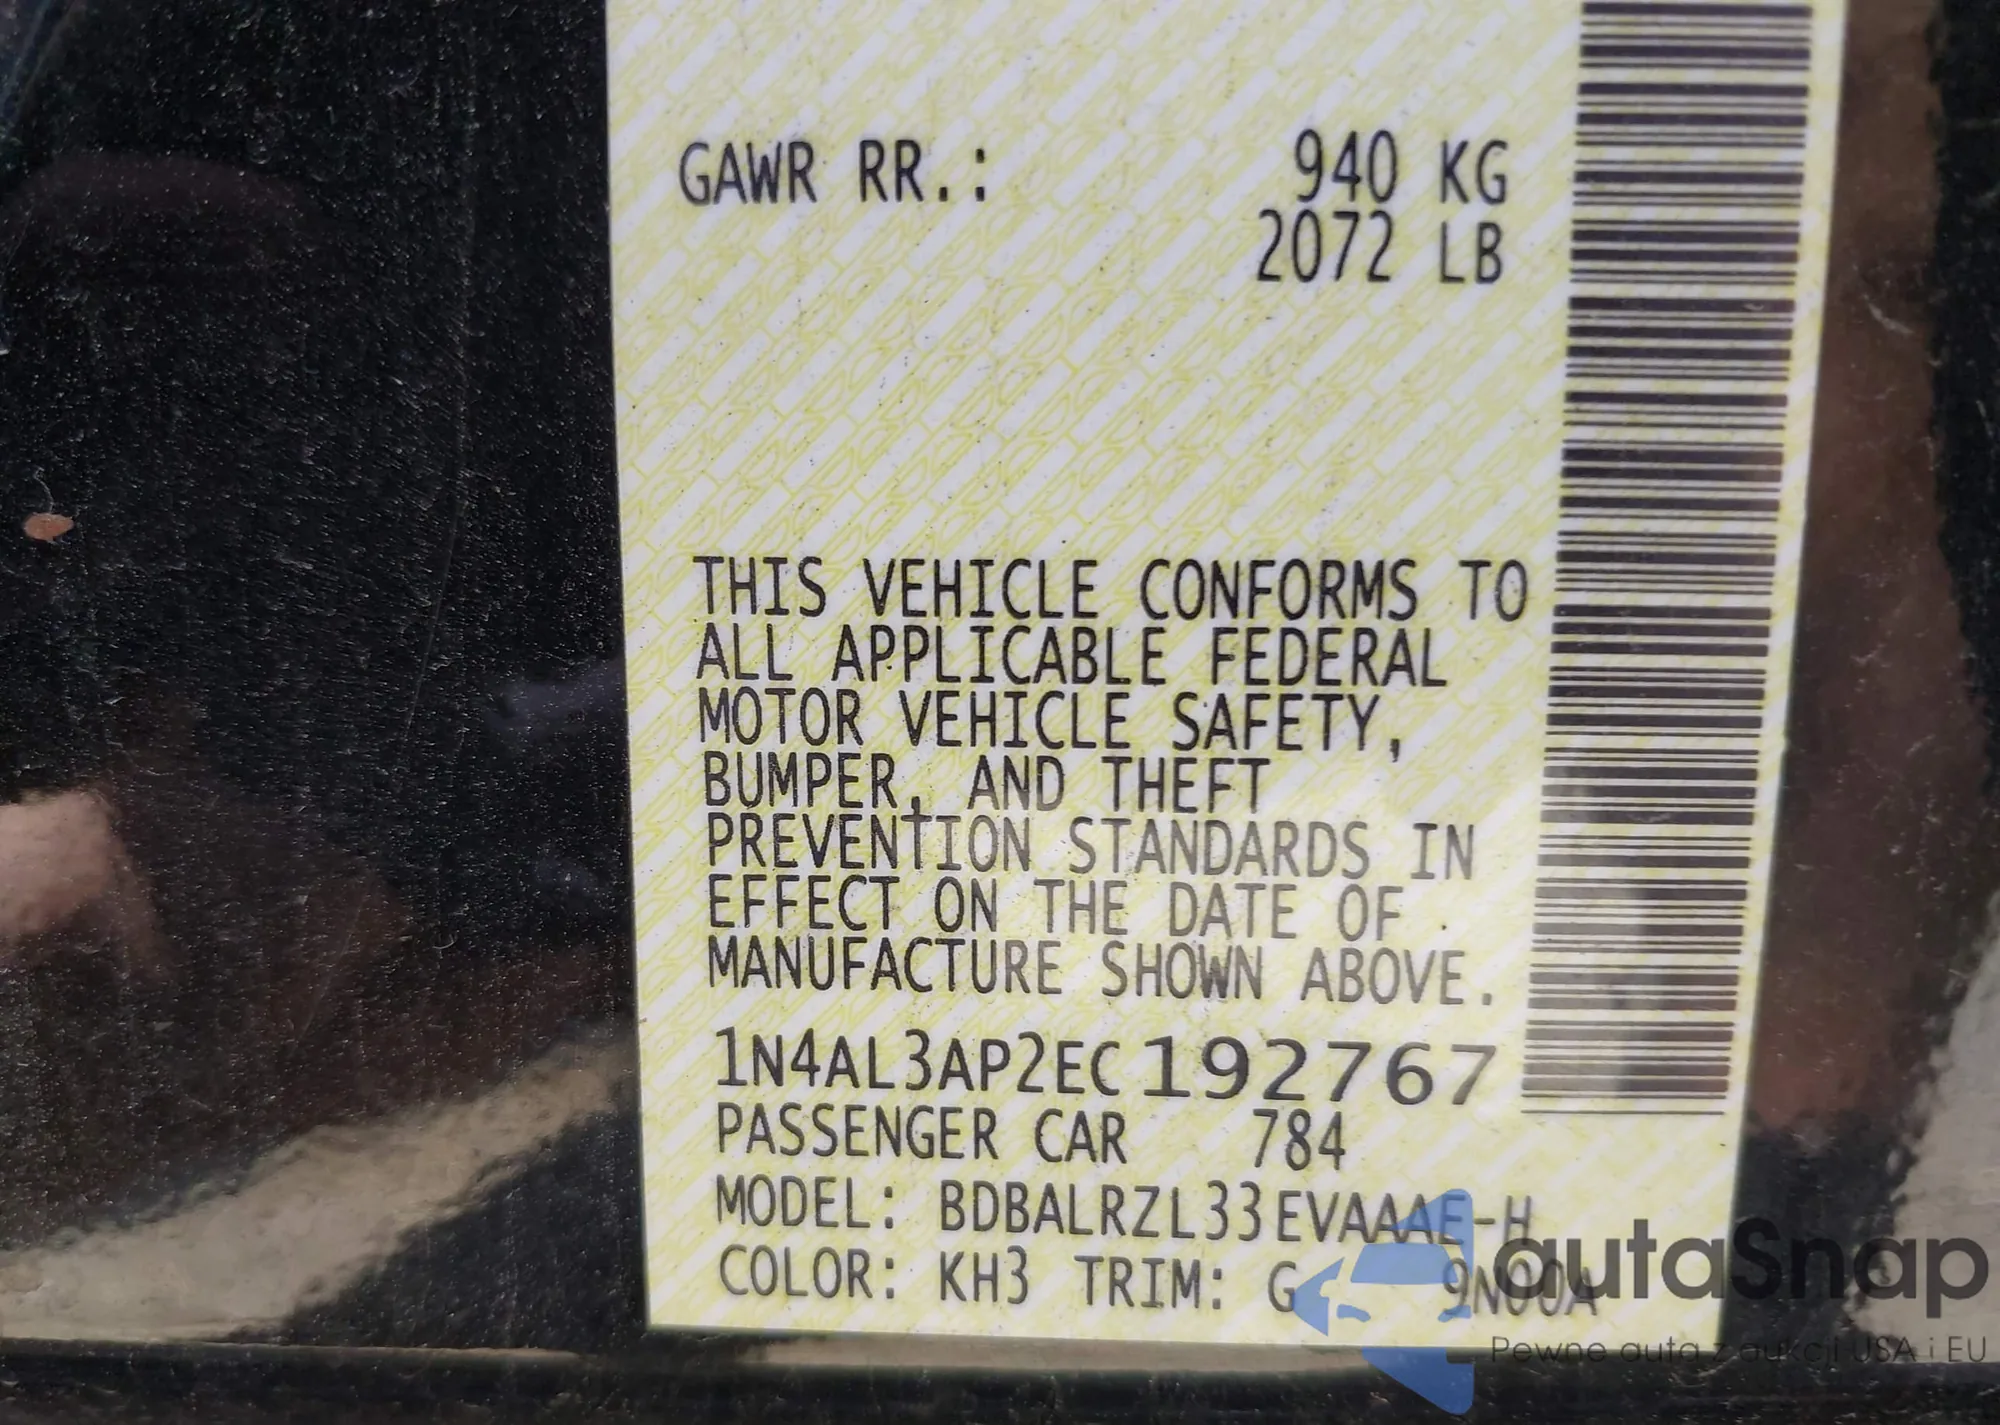 GAWR RR.: 940 KG
2072 LB
THIS VEHICLE CONFORMS TO
ALL APPLICABLE FEDERAL
MOTOR VEHICLE SAFETY,
BUMPER, AND THEFT
PREVENTION STANDARDS IN
EFFECT ON THE DATE OF
MANUFACTURE SHOWN ABOVE.
1N4AL3AP2EC192767
PASSENGER CAR 784
MODEL: BDBALRZL33EVAAAE-H
COLOR: KH3 TRIM: G 9N00A
autaSnap
Pewne auta z aukcji USA i EU